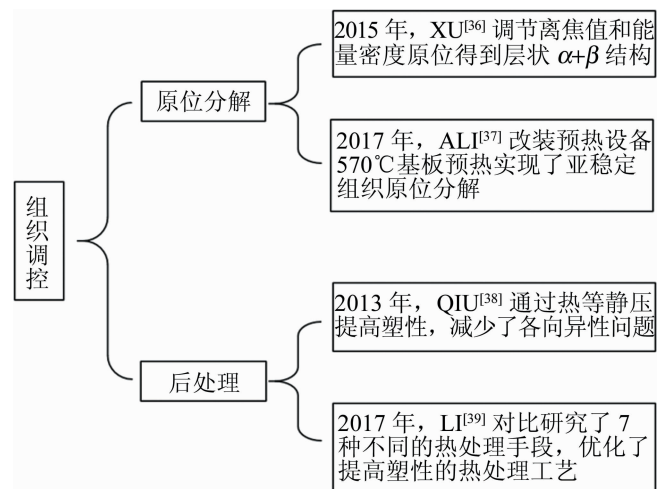 2015 年，XU[36] 调节离焦值和能
量密度原位得到层状 α+β 结构
原位分解
2017 年，ALI[37] 改装预热设备
570℃基板预热实现了亚稳定
组织原位分解
组织调控
2013 年，QIU[38] 通过热等静压
提高塑性，减少了各向异性问题
后处理
2017 年，LI[39] 对比研究了 7
种不同的热处理手段，优化了
提高塑性的热处理工艺